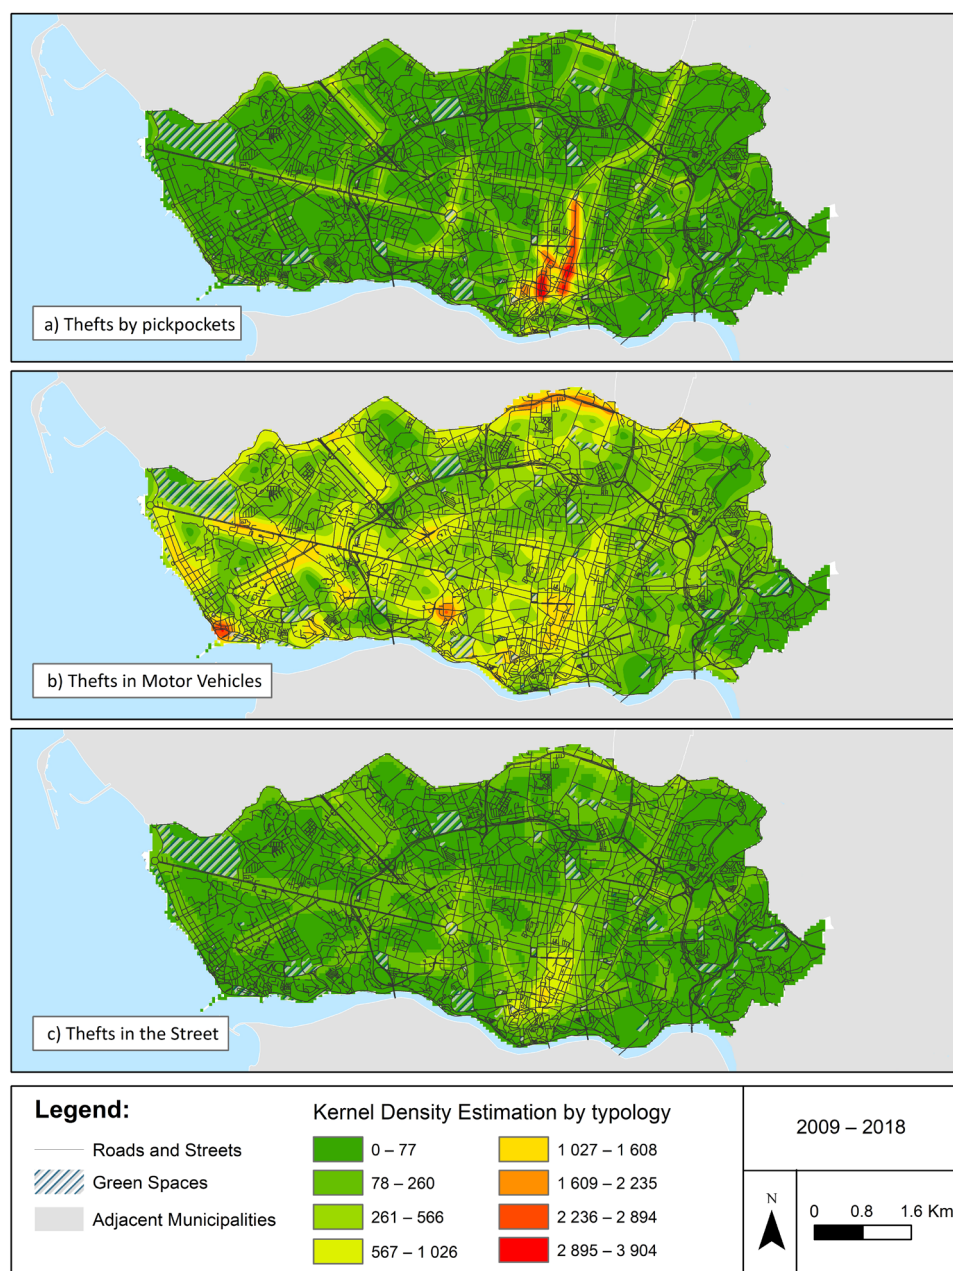 a) Thefts by pickpockets
b) Thefts in Motor Vehicles
c) Thefts in the Street
Legend:
Roads and Streets
Green Spaces
Adjacent Municipalities
Kernel Density Estimation by typology
0 – 77
78 – 260
261 – 566
567 – 1 026
1 027 – 1 608
1 609 – 2 235
2 236 – 2 894
2 895 – 3 904
2009 – 2018
N
0 0.8 1.6 Km